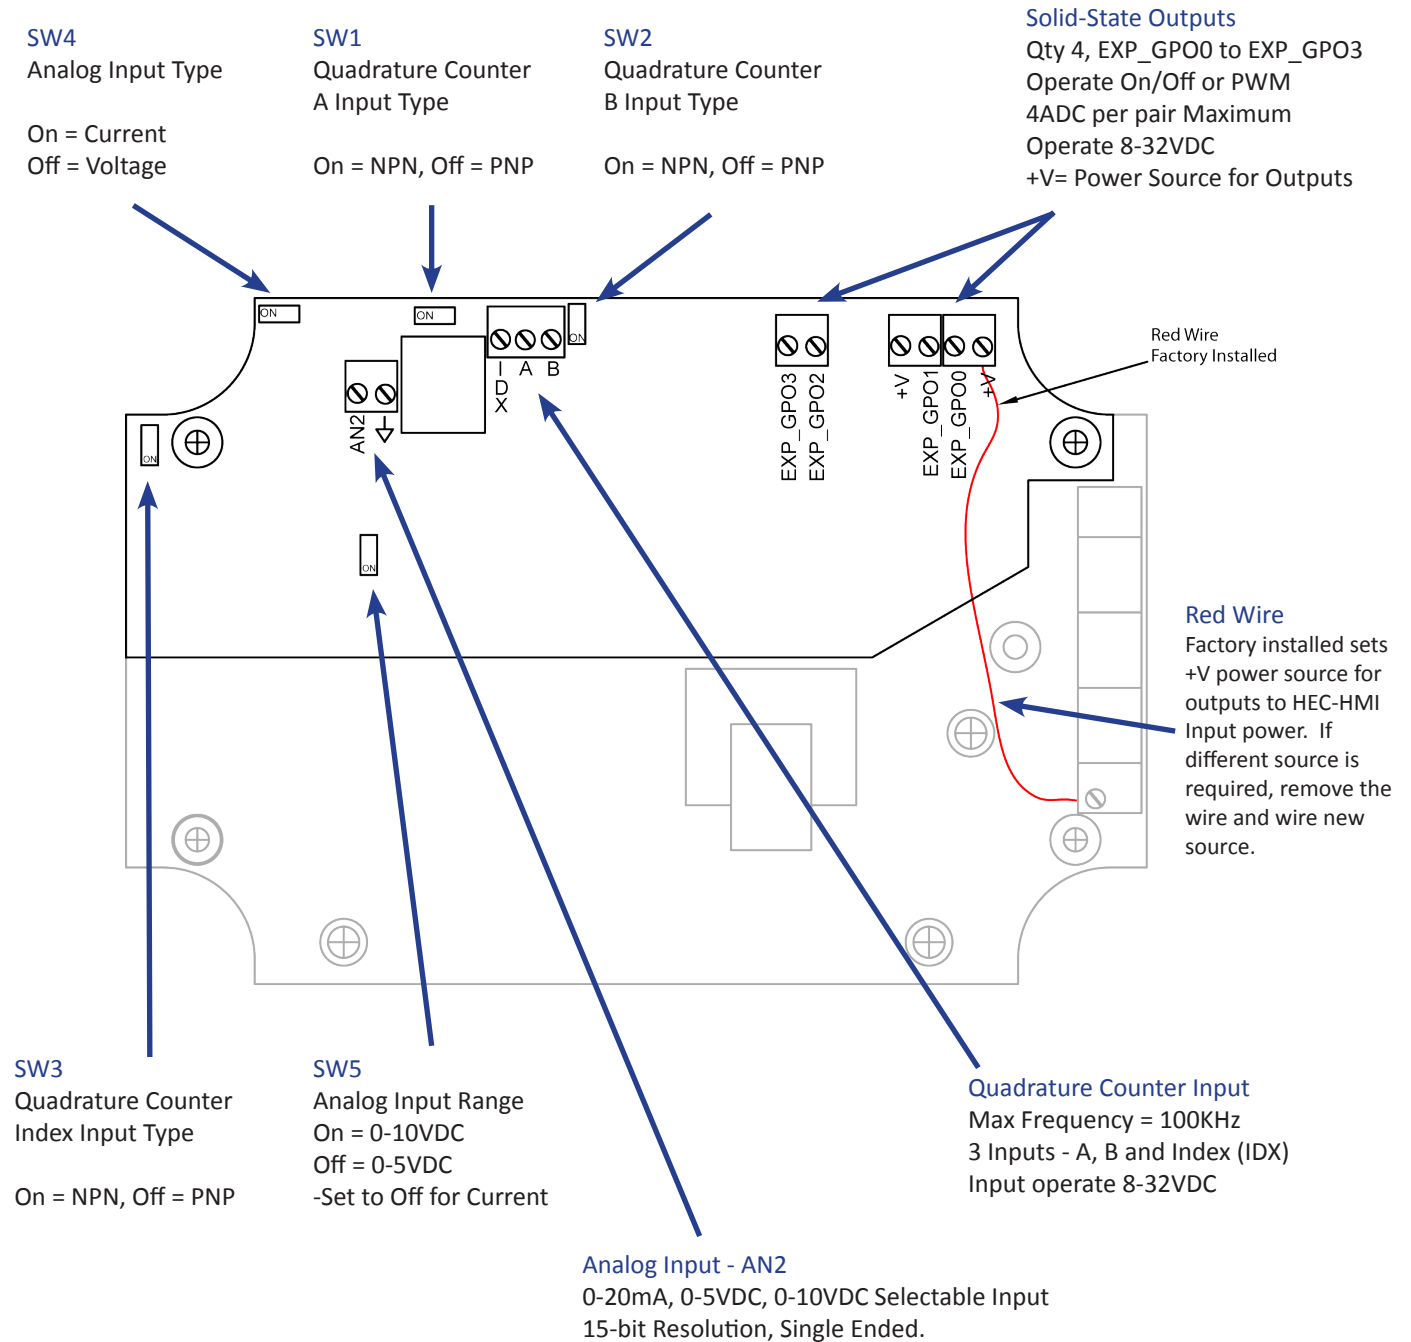 SW4
Analog Input Type
On = Current
Off = Voltage
SW1
Quadrature Counter
A Input Type
On = NPN, Off = PNP
SW2
Quadrature Counter
B Input Type
On = NPN, Off = PNP
Solid-State Outputs
Qty 4, EXP_GPO0 to EXP_GPO3
Operate On/Off or PWM
4ADC per pair Maximum
Operate 8-32VDC
+V= Power Source for Outputs
ON
ON
ON
IDX
A
B
AN2
ON
ON
EXP_GPO3
EXP_GPO2
+V
EXP_GPO1
EXP_GPO0
+V
Red Wire
Factory Installed
Red Wire
Factory installed sets
+V power source for
outputs to HEC-HMI
Input power.  If
different source is
required, remove the
wire and wire new
source.
SW3
Quadrature Counter
Index Input Type
On = NPN, Off = PNP
SW5
Analog Input Range
On = 0-10VDC
Off = 0-5VDC
-Set to Off for Current
Quadrature Counter Input
Max Frequency = 100KHz
3 Inputs - A, B and Index (IDX)
Input operate 8-32VDC
Analog Input - AN2
0-20mA, 0-5VDC, 0-10VDC Selectable Input
15-bit Resolution, Single Ended.